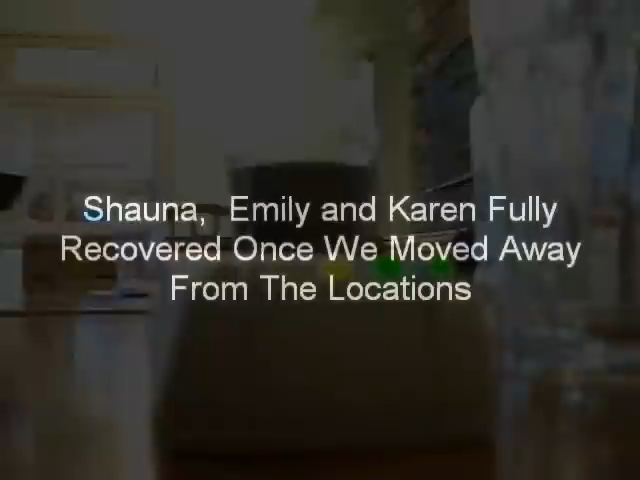 Shauna,  Emily and Karen Fully
Recovered Once We Moved Away
From The Locations